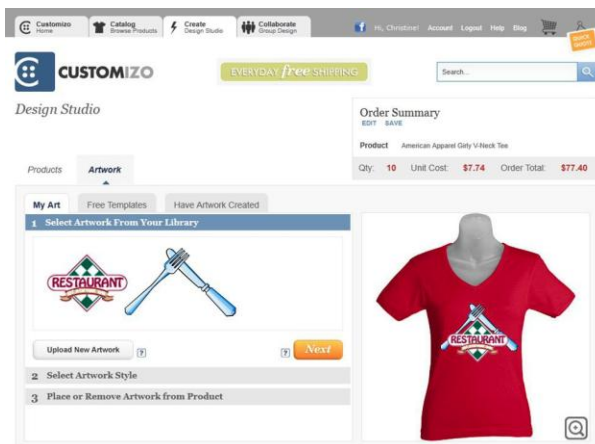 Customizo
Home
Catalog
Browse Products
Create
Design Studio
Collaborate
Group Design
Hi, Christine! Account Logout Help Blog
QUICK QUOTE
CUSTOMIZO
EVERYDAY free SHIPPING
Search...
Design Studio
Order Summary
EDIT SAVE
Product American Apparel Girly V-Neck Tee
Qty: 10 Unit Cost: $7.74 Order Total: $77.40
Products Artwork
My Art Free Templates Have Artwork Created
1 Select Artwork From Your Library
RESTAURANT
Upload New Artwork ? ? Next
2 Select Artwork Style
3 Place or Remove Artwork from Product
RESTAURANT